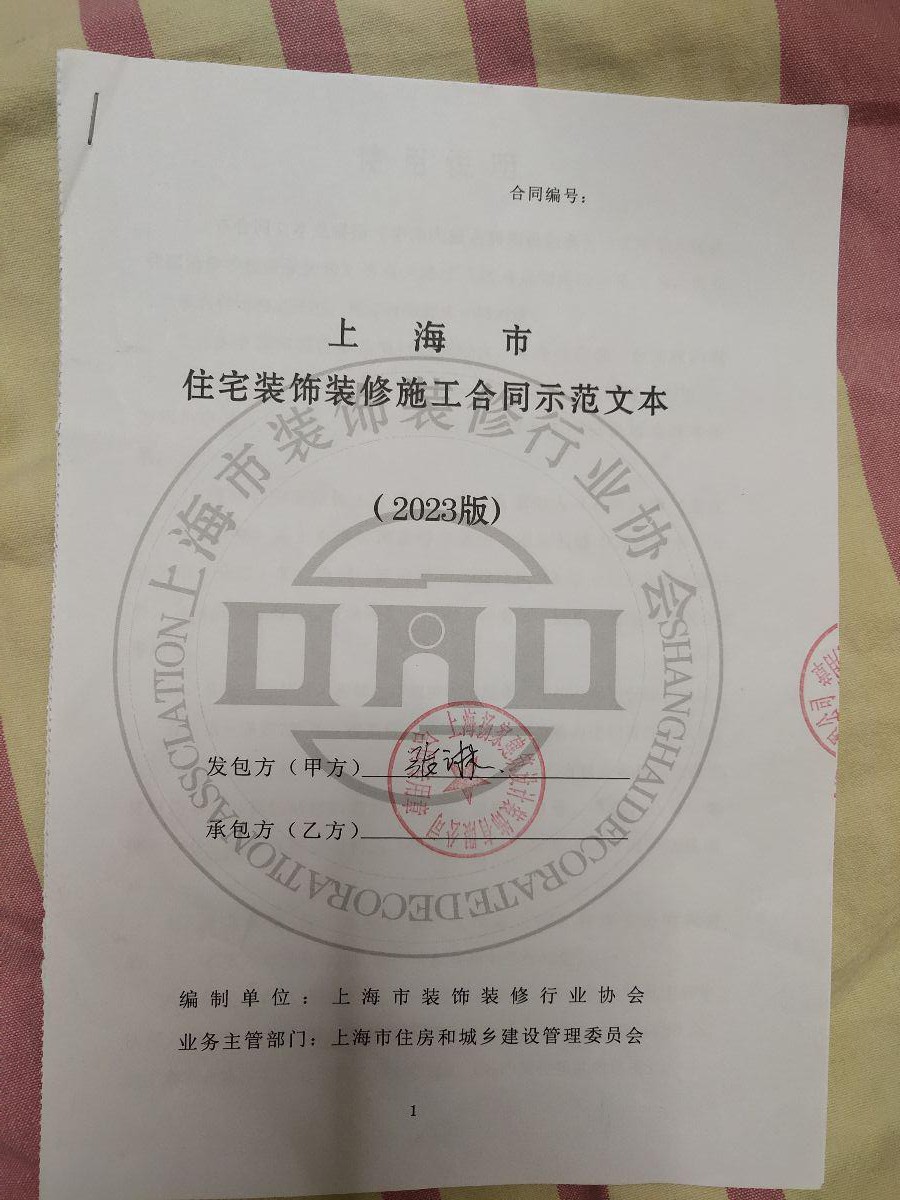 合同编号：
上海市
住宅装饰装修施工合同示范文本
（2023版）
上海市装饰装修行业协会
SHANGHAIDECORATEDECORATIONASSCLATION
发包方（甲方）
承包方（乙方）
编制单位：上海市装饰装修行业协会
业务主管部门：上海市住房和城乡建设管理委员会
1